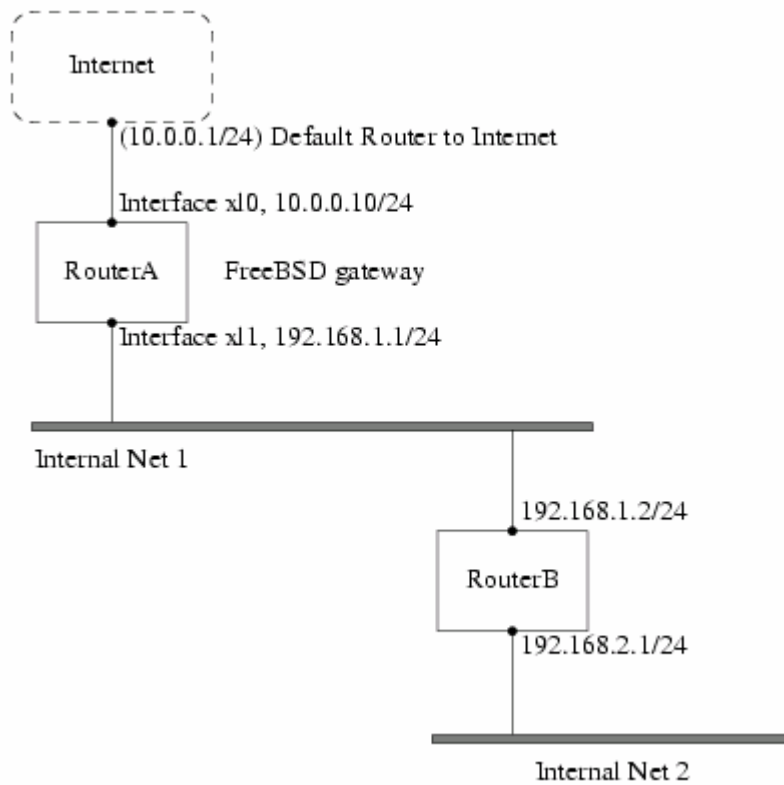 Internet
(10.0.0.1/24) Default Router to Internet
Interface xl0, 10.0.0.10/24
RouterA
FreeBSD gateway
Interface xl1, 192.168.1.1/24
Internal Net 1
192.168.1.2/24
RouterB
192.168.2.1/24
Internal Net 2